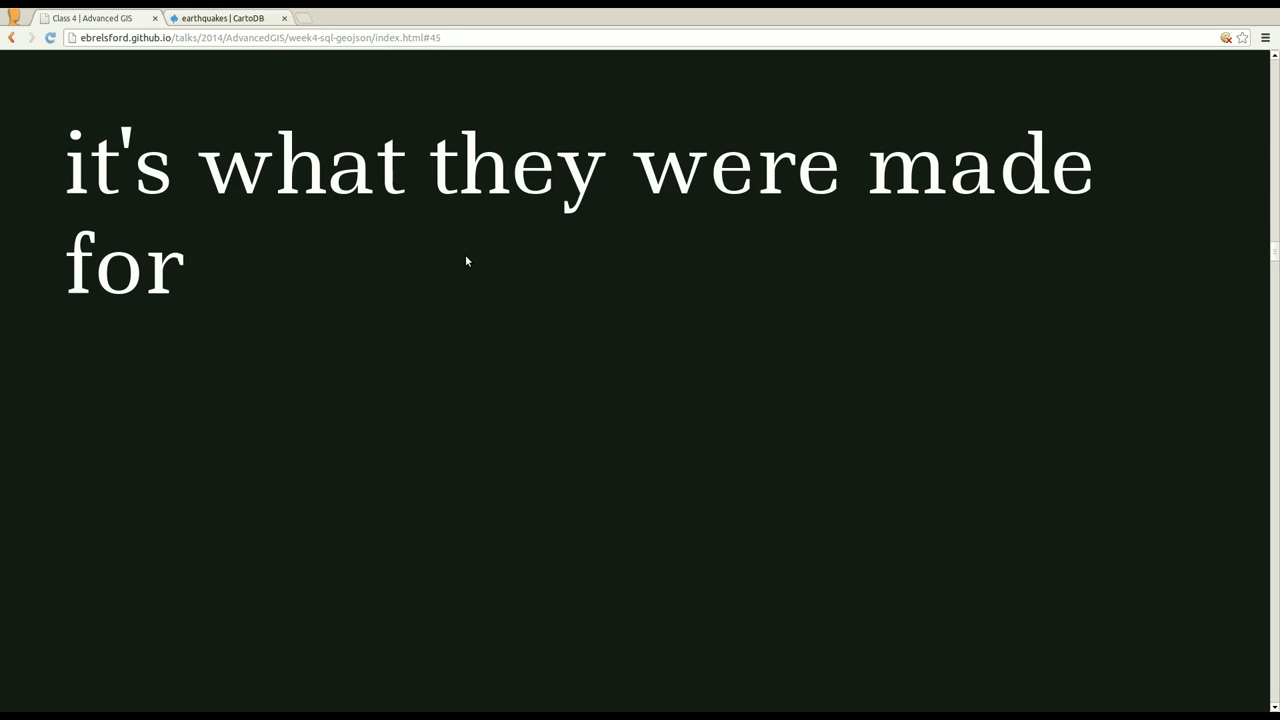 Class 4 | Advanced GIS
earthquakes | CartoDB
ebrelsford.github.io/talks/2014/AdvancedGIS/week4-sql-geojson/index.html#45
it's what they were made
for